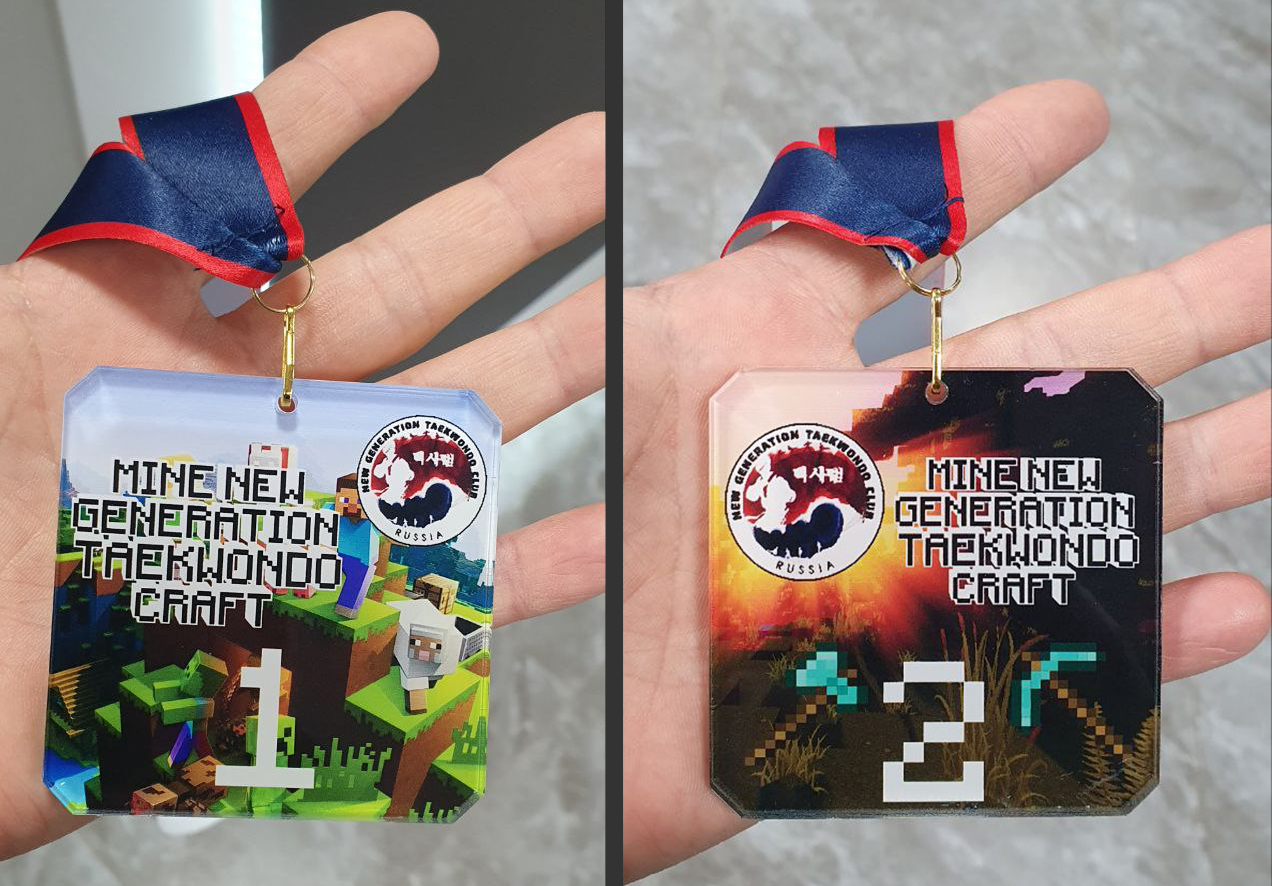 MINE NEW
GENERATION
TAEKWONDO
CRAFT
NEW GENERATION TAEKWONDO CLUB
RUSSIA
1
NEW GENERATION TAEKWONDO CLUB
RUSSIA
MINE NEW
GENERATION
TAEKWONDO
CRAFT
2